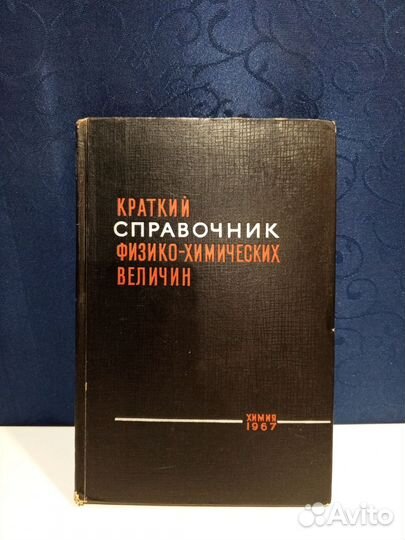 КРАТКИЙ
СПРАВОЧНИК
ФИЗИКО-ХИМИЧЕСКИХ
ВЕЛИЧИН
ХИМИЯ
1967
Avito